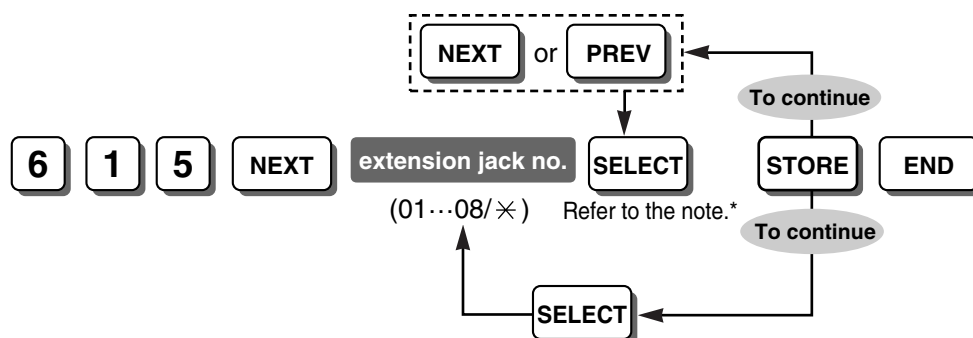 NEXT or PREV
To continue
6 1 5 NEXT extension jack no. SELECT STORE END
(01···08/✳) Refer to the note.*
To continue
SELECT